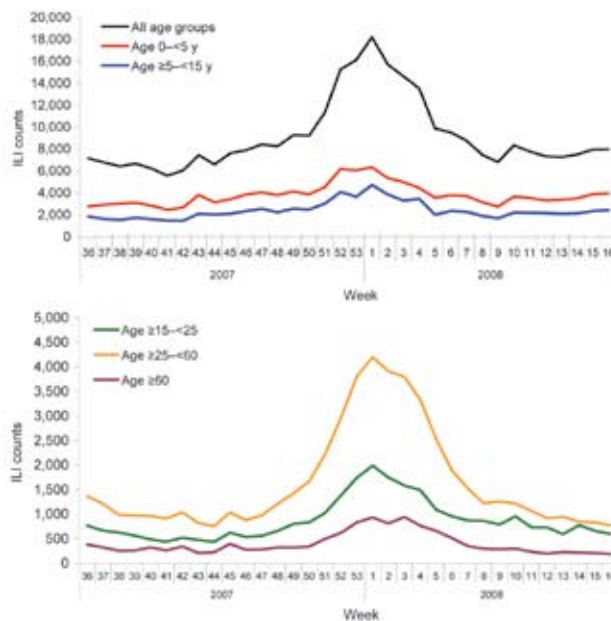 20,000
18,000
16,000
14,000
12,000
10,000
8,000
6,000
4,000
2,000
0
ILI counts
All age groups
Age 0–<5 y
Age ≥5–<15 y
36 37 38 39 40 41 42 43 44 45 46 47 48 49 50 51 52 53 1 2 3 4 5 6 7 8 9 10 11 12 13 14 15 16
2007 2008
Week
5,000
4,500
4,000
3,500
3,000
2,500
2,000
1,500
1,000
500
0
ILI counts
Age ≥15–<25
Age ≥25–<60
Age ≥60
36 37 38 39 40 41 42 43 44 45 46 47 48 49 50 51 52 53 1 2 3 4 5 6 7 8 9 10 11 12 13 14 15 16
2007 2008
Week